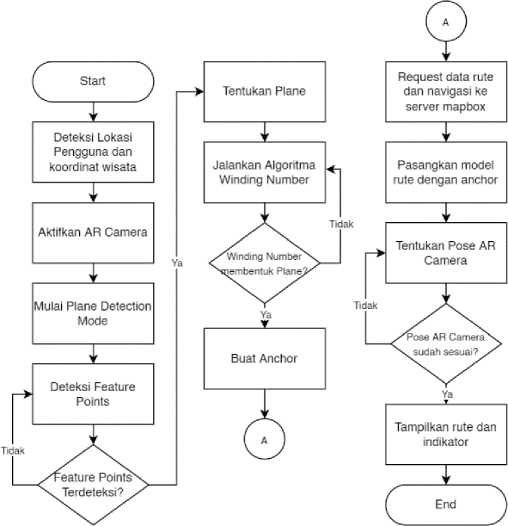 Start
Deteksi Lokasi
Pengguna dan
koordinat wisata
Aktifkan AR Camera
Mulai Plane Detection
Mode
Deteksi Feature
Points
Tidak
Feature Points
Terdeteksi?
Ya
Tentukan Plane
Jalankan Algoritma
Winding Number
Tidak
Winding Number
membentuk Plane?
Ya
Buat Anchor
A
A
Request data rute
dan navigasi ke
server mapbox
Pasangkan model
rute dengan anchor
Tentukan Pose AR
Camera
Tidak
Pose AR Camera
sudah sesuai?
Ya
Tampilkan rute dan
indikator
End